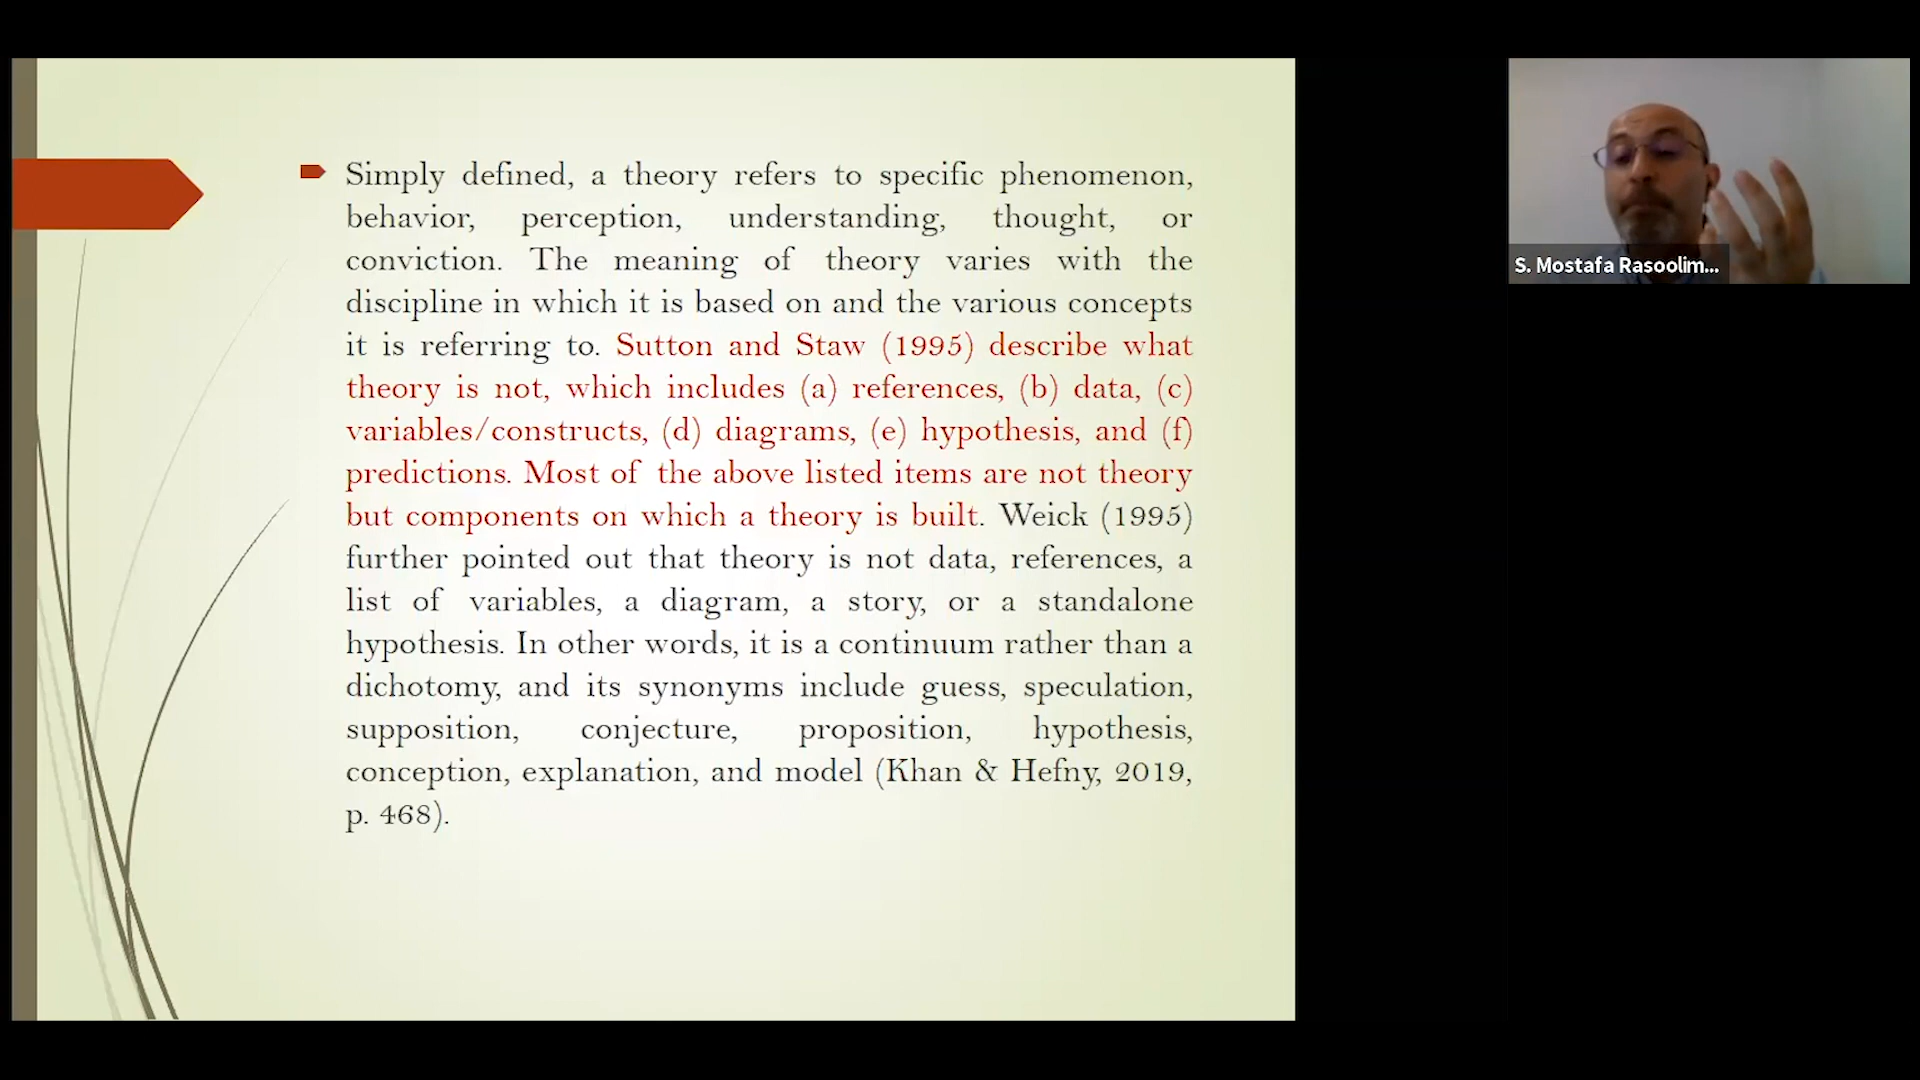 Simply defined, a theory refers to specific phenomenon,
behavior, perception, understanding, thought, or
conviction. The meaning of theory varies with the
discipline in which it is based on and the various concepts
it is referring to. Sutton and Staw (1995) describe what
theory is not, which includes (a) references, (b) data, (c)
variables/constructs, (d) diagrams, (e) hypothesis, and (f)
predictions. Most of the above listed items are not theory
but components on which a theory is built. Weick (1995)
further pointed out that theory is not data, references, a
list of variables, a diagram, a story, or a standalone
hypothesis. In other words, it is a continuum rather than a
dichotomy, and its synonyms include guess, speculation,
supposition, conjecture, proposition, hypothesis,
conception, explanation, and model (Khan & Hefny, 2019,
p. 468).
S. Mostafa Rasoolim...